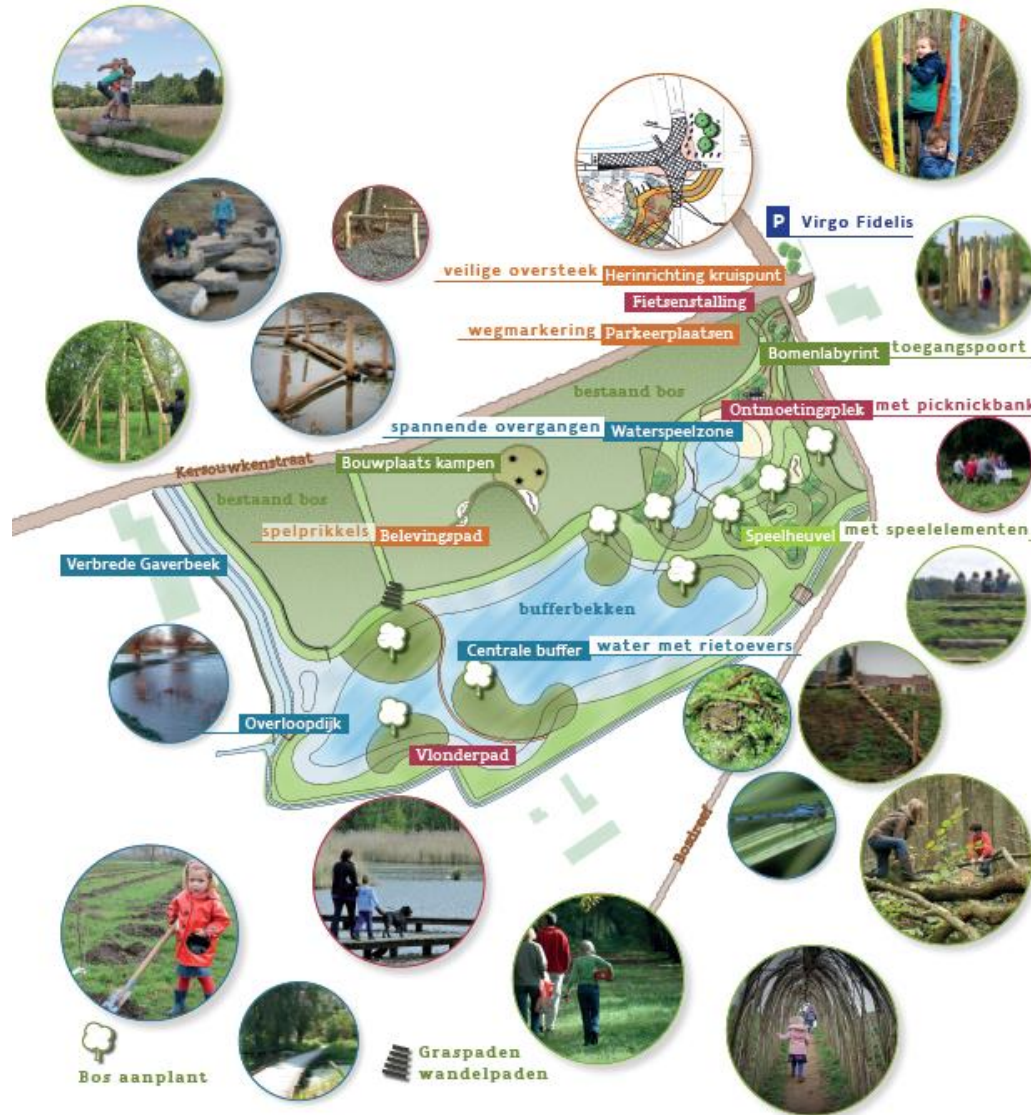 P Virgo Fidelis
veilige oversteek Herinrichting kruispunt
Fietsenstalling
wegmarkering Parkeerplaatsen
Bomenlabyrint toegangspoort
bestaand bos
Ontmoetingsplek met picknickbank
spannende overgangen Waterspeelzone
Kersouwkenstraat
Bouwplaats kampen
bestaand bos
spelprikkels Belevingspad
Speelheuvel met speelelementen
Verbrede Gaverbeek
bufferbekken
Centrale buffer water met rietoevers
Overloopdijk
Vlonderpad
Bosdreef
Bos aanplant
Graspaden
wandelpaden